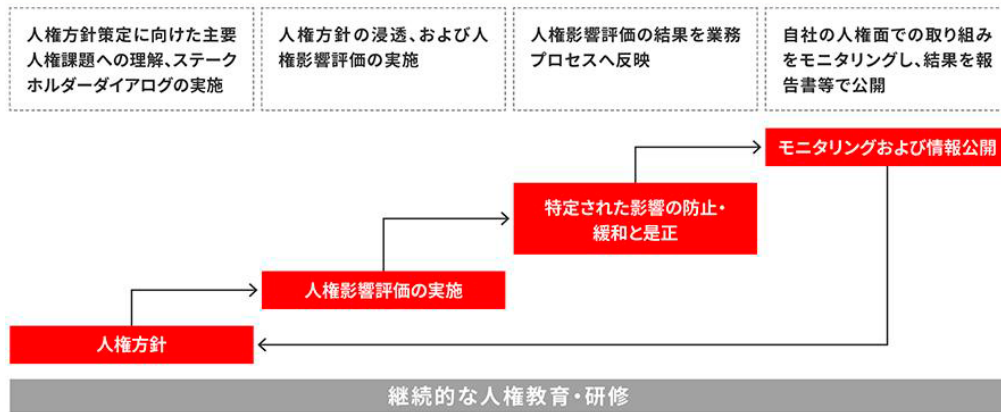 人権方針策定に向けた主要
人権課題への理解、ステーク
ホルダーダイアログの実施
人権方針の浸透、および人
権影響評価の実施
人権影響評価の結果を業務
プロセスへ反映
自社の人権面での取り組み
をモニタリングし、結果を報
告書等で公開
モニタリングおよび情報公開
特定された影響の防止・
緩和と是正
人権影響評価の実施
人権方針
継続的な人権教育・研修